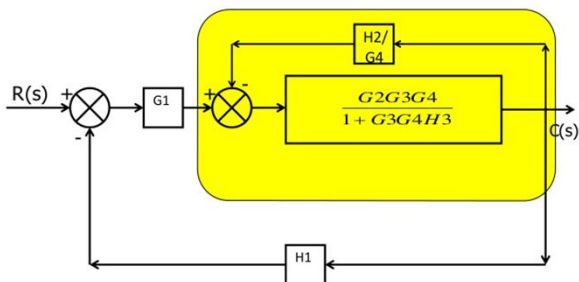 H2/
G4
R(s)
+
-
G1
+
-
G2G3G4
1 + G3G4H3
C(s)
H1